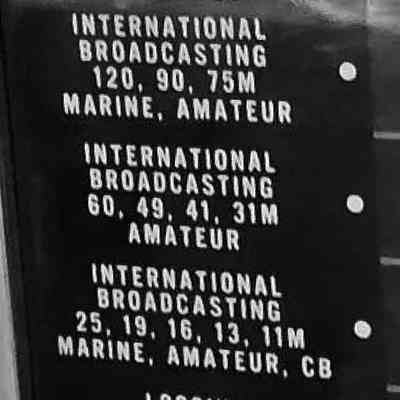 INTERNATIONAL
BROADCASTING
120, 90, 75M
MARINE, AMATEUR
INTERNATIONAL
BROADCASTING
60, 49, 41, 31M
AMATEUR
INTERNATIONAL
BROADCASTING
25, 19, 16, 13, 11M
MARINE, AMATEUR, CB